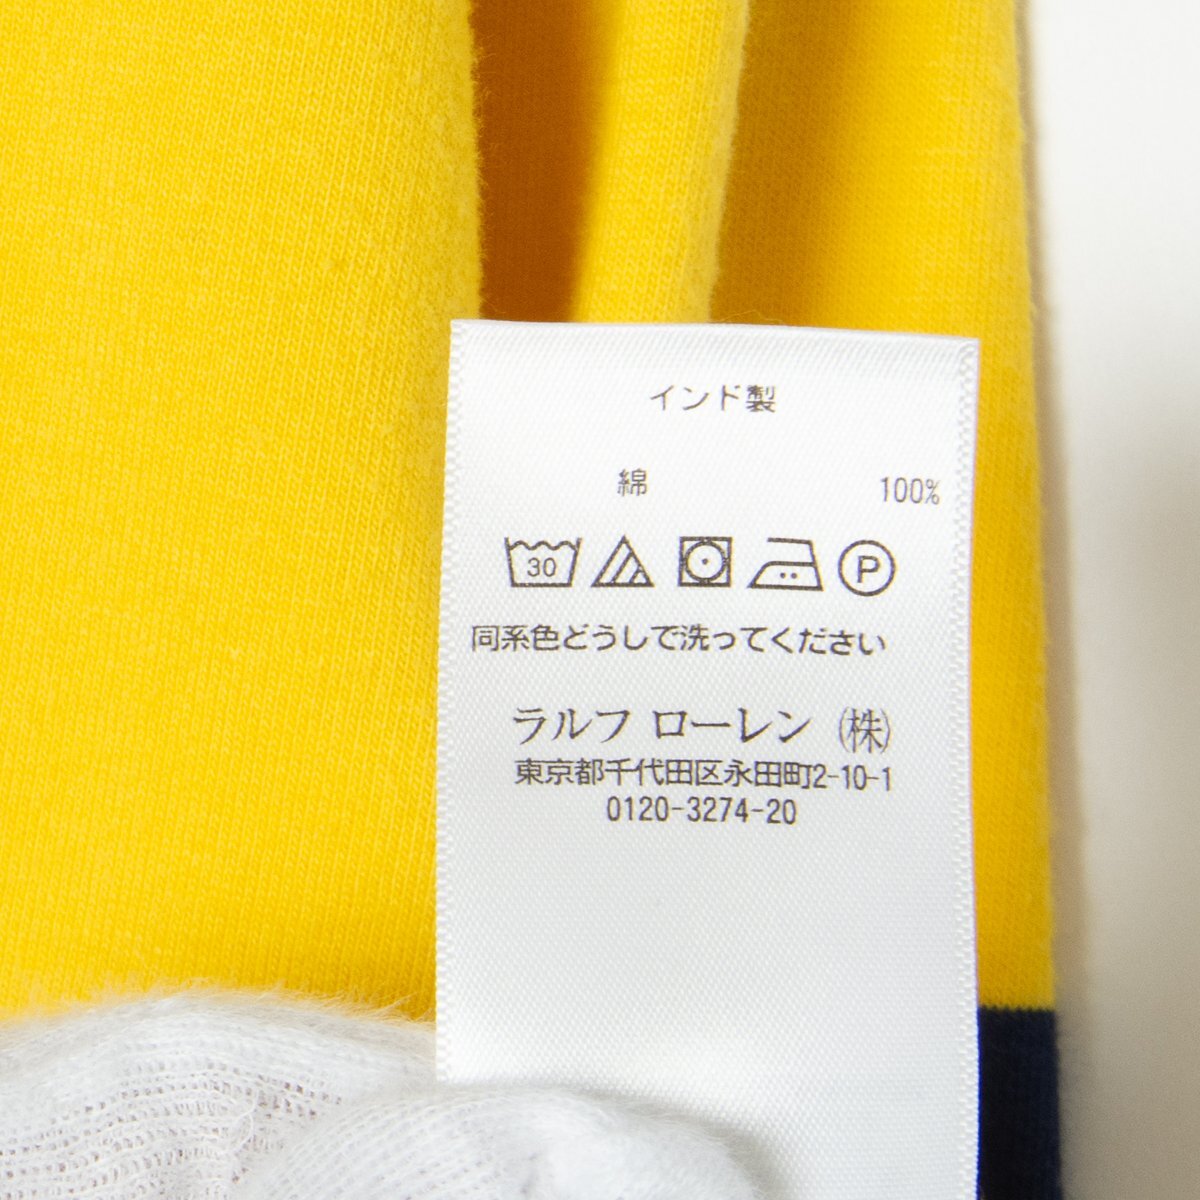 インド製
綿 100%
30 P
同系色どうしで洗ってください
ラルフ ローレン (株)
東京都千代田区永田町2-10-1
0120-3274-20